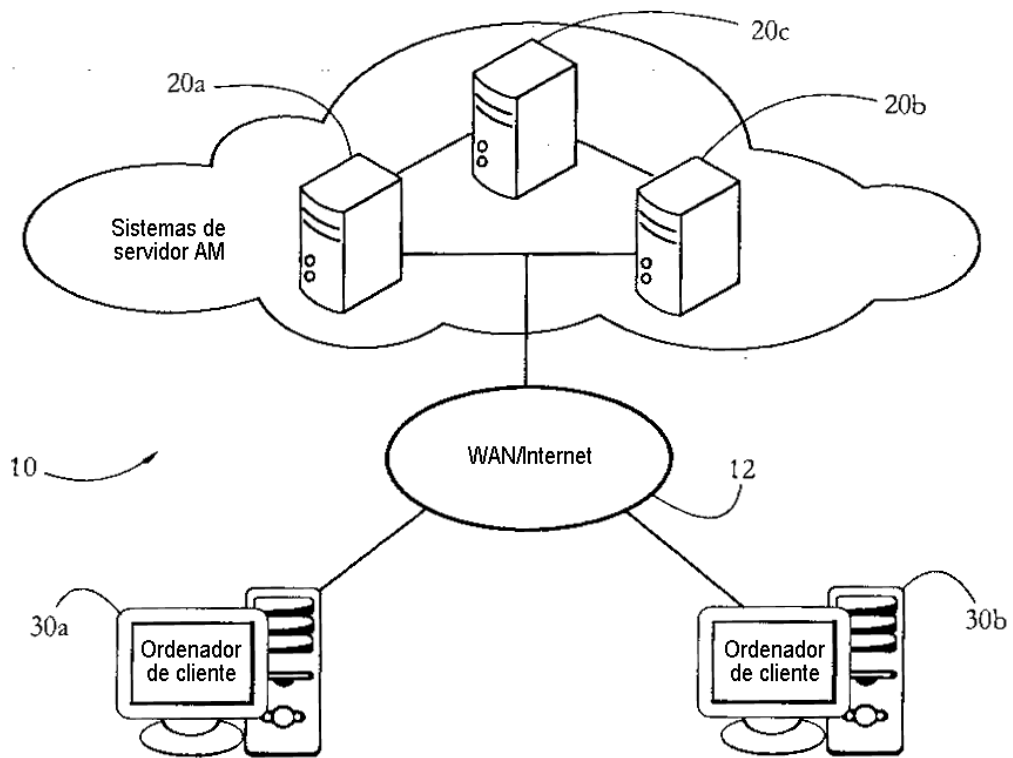 20c
20a
20b
Sistemas de
servidor AM
WAN/Internet
10
12
30a
30b
Ordenador
de cliente
Ordenador
de cliente